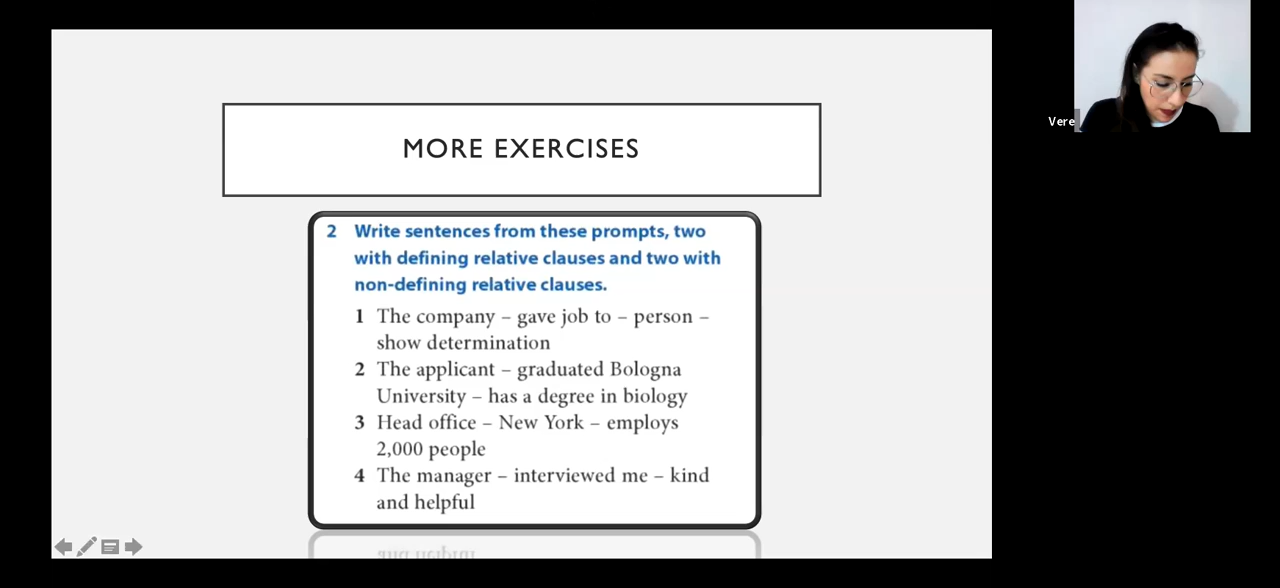 MORE EXERCISES
Vere
2 Write sentences from these prompts, two
with defining relative clauses and two with
non-defining relative clauses.
1 The company – gave job to – person –
show determination
2 The applicant – graduated Bologna
University – has a degree in biology
3 Head office – New York – employs
2,000 people
4 The manager – interviewed me – kind
and helpful